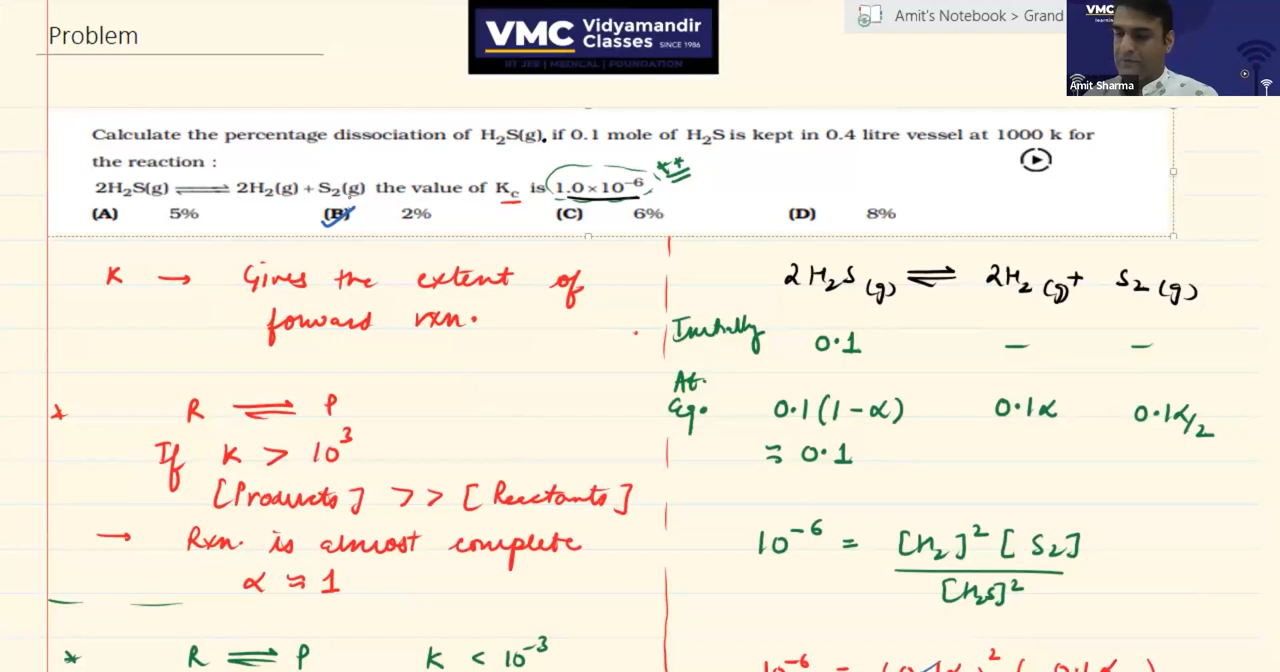 Problem
VMC Vidyamandir Classes SINCE 1986
IIT JEE | MEDICAL | FOUNDATION
Amit's Notebook > Grand
VMC
Amit Sharma
Calculate the percentage dissociation of H₂S(g), if 0.1 mole of H₂S is kept in 0.4 litre vessel at 1000 k for
the reaction :
2H₂S(g) ⇌ 2H₂(g) + S₂(g) the value of K_c is 1.0 × 10⁻⁶ **
(A) 5% (B) 2% (C) 6% (D) 8%
K → Gives the extent of
forward rxn.
* R ⇌ P
If K > 10³
[Products] >> [Reactants]
→ Rxn is almost complete
α ≈ 1
* R ⇌ P K < 10⁻³
2H₂S(g) ⇌ 2H₂(g) + S₂(g)
Initially 0.1 — —
At
Eq. 0.1(1-α) 0.1α 0.1α/2
≈ 0.1
10⁻⁶ = [H₂]² [S₂]
[H₂S]²
10⁻⁶ =